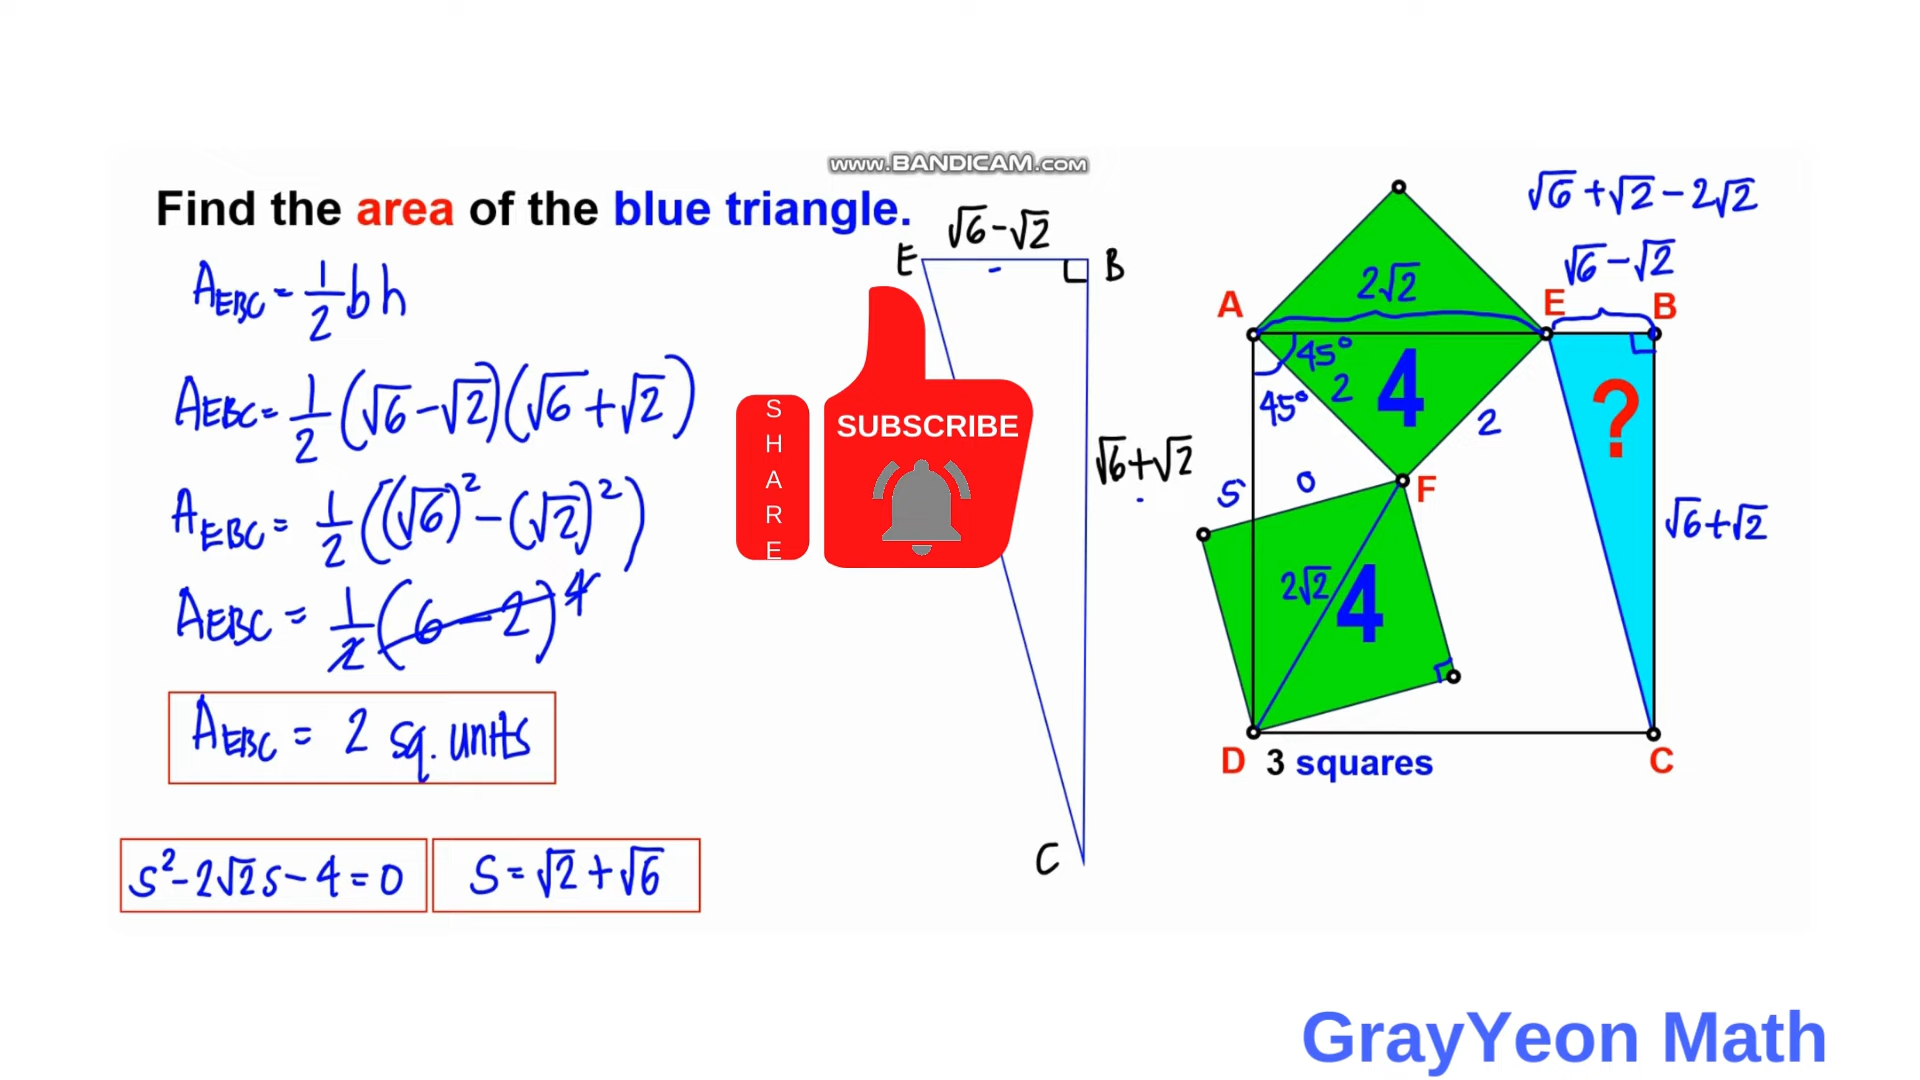 www.BANDICAM.com
Find the area of the blue triangle.
A_EBC = 1/2 b h
A_EBC = 1/2 (√6 − √2)(√6 + √2)
A_EBC = 1/2 ((√6)² − (√2)²)
A_EBC = 1/2 (6 − 2) 4
A_EBC = 2 sq. units
s² − 2√2 s − 4 = 0
S = √2 + √6
√6 − √2
E
B
√6 + √2
C
SHARE
SUBSCRIBE
√6 + √2 − 2√2
√6 − √2
2√2
A
E
B
45°
45°
2
4
2
?
S
0
F
√6 + √2
2√2
4
D
3 squares
C
GrayYeon Math